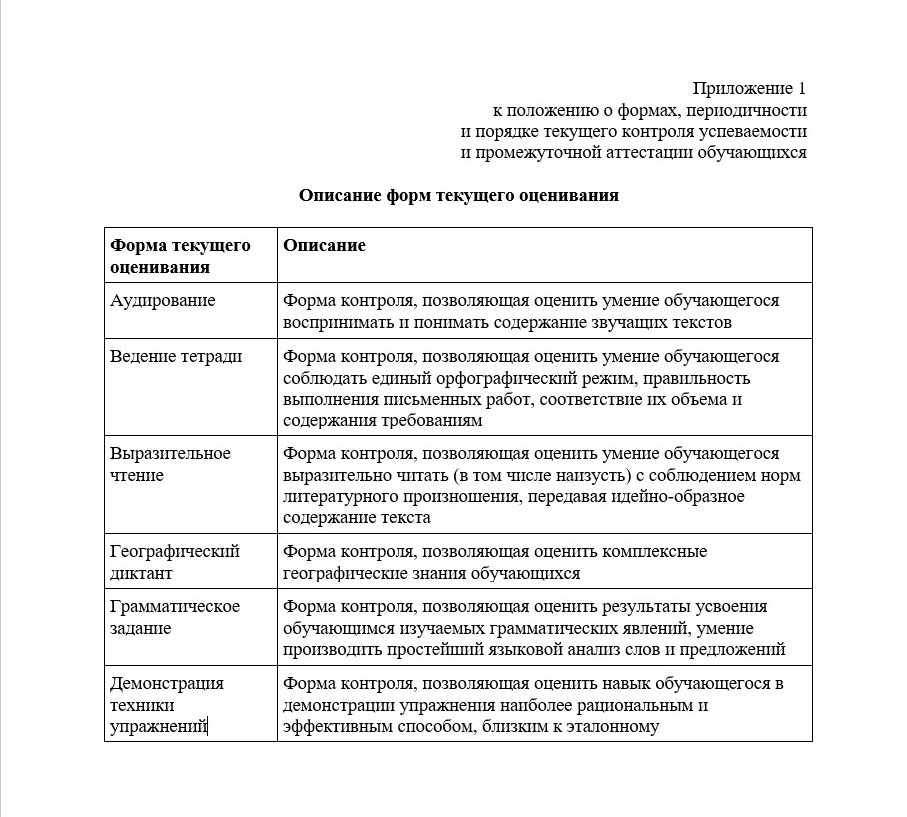 Приложение 1
к положению о формах, периодичности
и порядке текущего контроля успеваемости
и промежуточной аттестации обучающихся
Описание форм текущего оценивания
Форма текущего
оценивания
Описание
Аудирование
Форма контроля, позволяющая оценить умение обучающегося
воспринимать и понимать содержание звучащих текстов
Ведение тетради
Форма контроля, позволяющая оценить умение обучающегося
соблюдать единый орфографический режим, правильность
выполнения письменных работ, соответствие их объема и
содержания требованиям
Выразительное
чтение
Форма контроля, позволяющая оценить умение обучающегося
выразительно читать (в том числе наизусть) с соблюдением норм
литературного произношения, передавая идейно-образное
содержание текста
Географический
диктант
Форма контроля, позволяющая оценить комплексные
географические знания обучающихся
Грамматическое
задание
Форма контроля, позволяющая оценить результаты усвоения
обучающимся изучаемых грамматических явлений, умение
производить простейший языковой анализ слов и предложений
Демонстрация
техники
упражнений
Форма контроля, позволяющая оценить навык обучающегося в
демонстрации упражнения наиболее рациональным и
эффективным способом, близким к эталонному